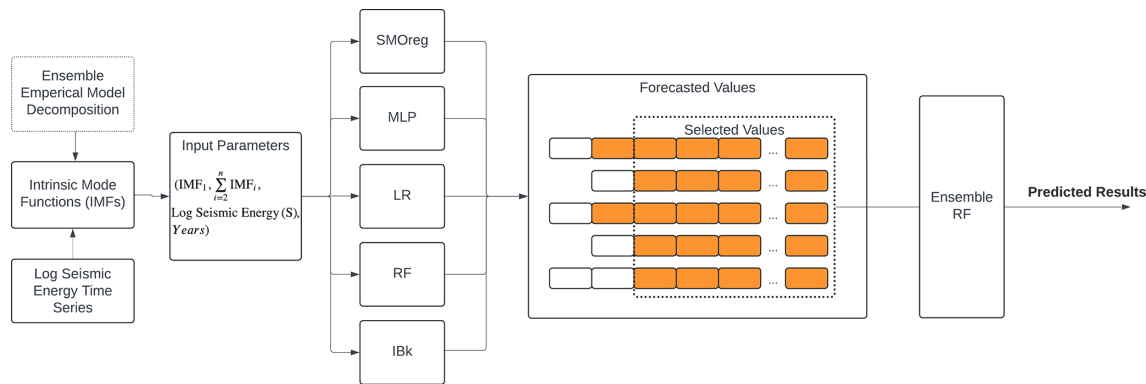 Ensemble
Emperical Model
Decomposition
Intrinsic Mode
Functions (IMFs)
Log Seismic
Energy Time
Series
Input Parameters
(IMF₁, ∑ⁿᵢ₌₂ IMFᵢ,
Log Seismic Energy (S),
Years)
SMOreg
MLP
LR
RF
IBk
Forecasted Values
Selected Values
...
...
...
...
...
Ensemble
RF
Predicted Results